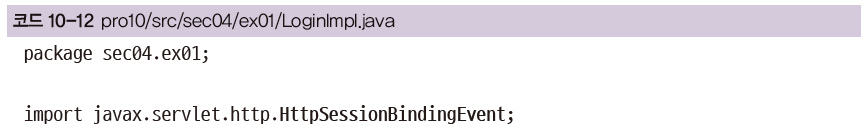 코드 10-12 pro10/src/sec04/ex01/LoginImpl.java
package sec04.ex01;
import javax.servlet.http.HttpSessionBindingEvent;